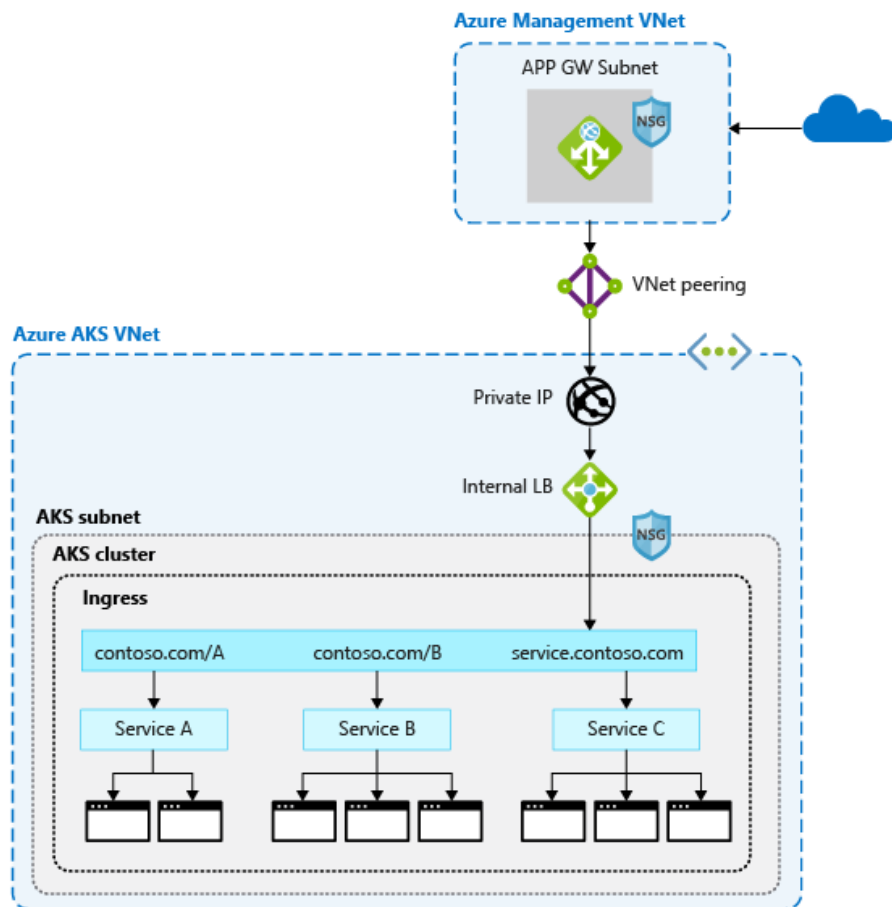 Azure Management VNet
APP GW Subnet
NSG
VNet peering
Azure AKS VNet
Private IP
Internal LB
AKS subnet
NSG
AKS cluster
Ingress
contoso.com/A
contoso.com/B
service.contoso.com
Service A
Service B
Service C